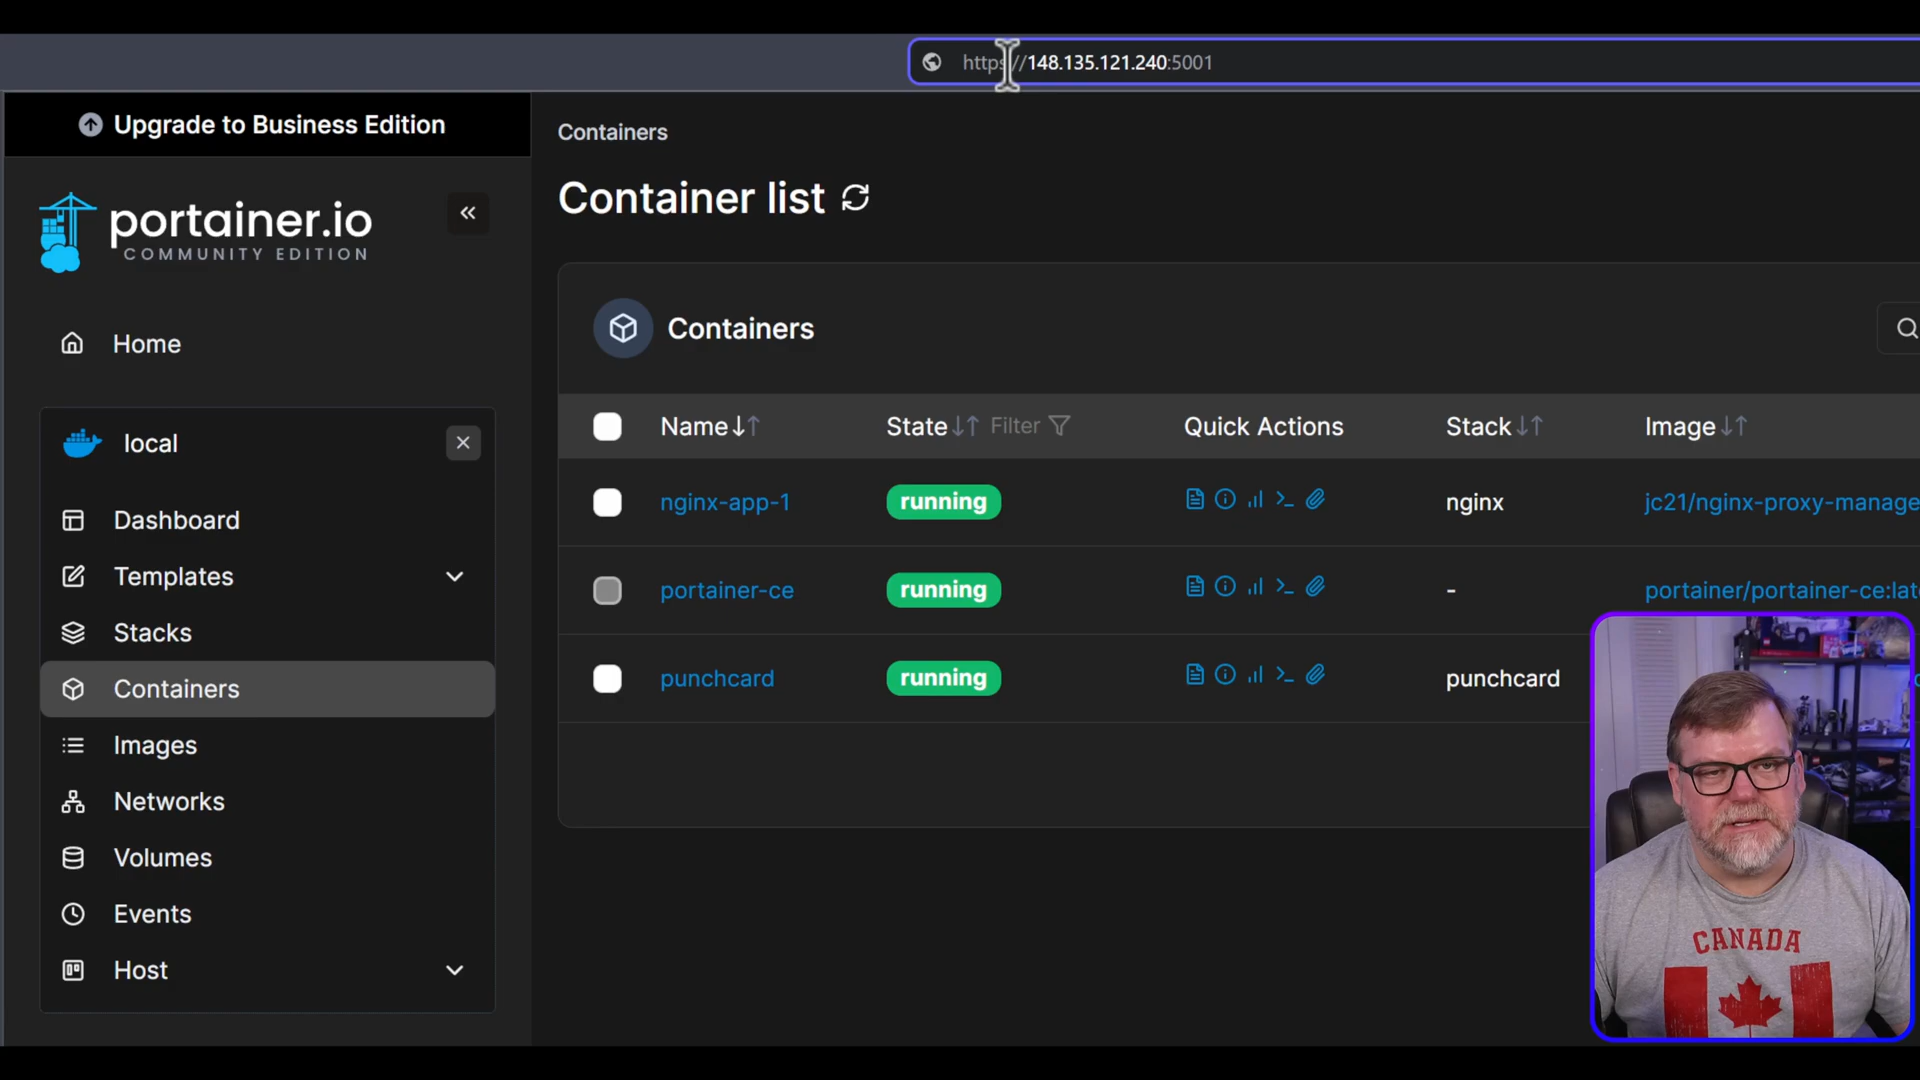 https://148.135.121.240:5001
Upgrade to Business Edition
portainer.io
COMMUNITY EDITION
Home
local
Dashboard
Templates
Stacks
Containers
Images
Networks
Volumes
Events
Host
Containers
Container list
Containers
Name State Filter Quick Actions Stack Image
nginx-app-1 running nginx jc21/nginx-proxy-manage
portainer-ce running - portainer/portainer-ce:lat
punchcard running punchcard
CANADA